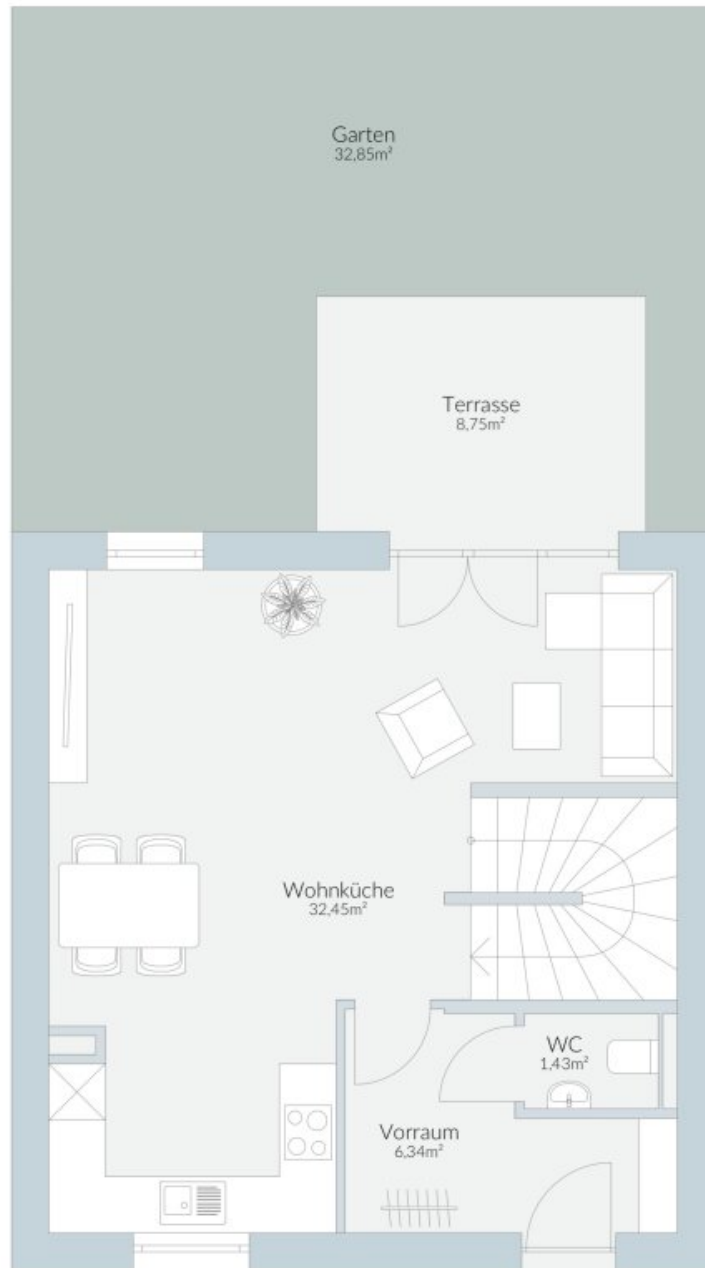 Garten
32,85m²
Terrasse
8,75m²
Wohnküche
32,45m²
WC
1,43m²
Vorraum
6,34m²